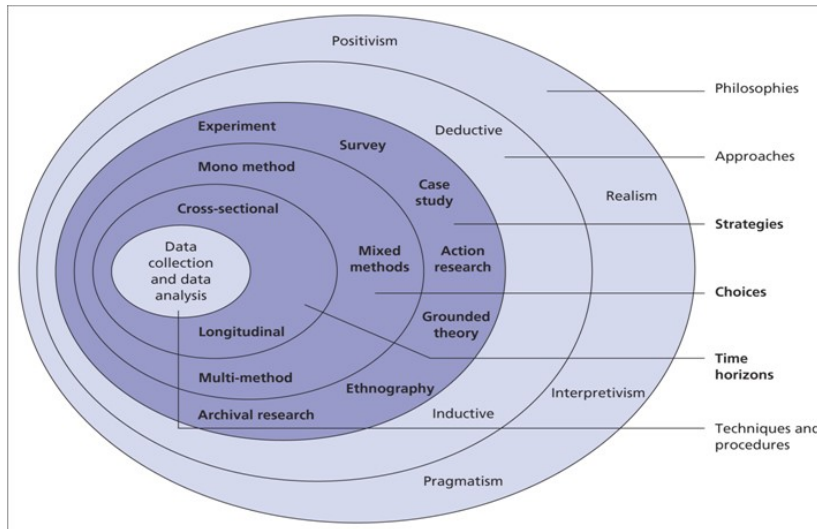 Positivism
Philosophies
Experiment
Deductive
Survey
Approaches
Mono method
Case
study
Realism
Cross-sectional
Strategies
Data
collection
and data
analysis
Mixed
methods
Action
research
Choices
Longitudinal
Grounded
theory
Time
horizons
Multi-method
Ethnography
Interpretivism
Archival research
Inductive
Techniques and
procedures
Pragmatism